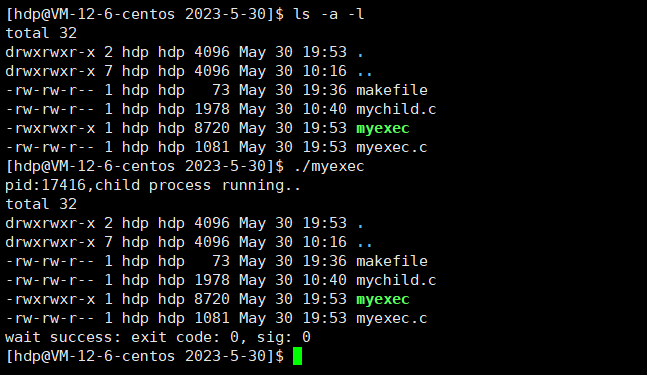 [hdp@VM-12-6-centos 2023-5-30]$ ls -a -l
total 32
drwxrwxr-x 2 hdp hdp 4096 May 30 19:53 .
drwxrwxr-x 7 hdp hdp 4096 May 30 10:16 ..
-rw-rw-r-- 1 hdp hdp   73 May 30 19:36 makefile
-rw-rw-r-- 1 hdp hdp 1978 May 30 10:40 mychild.c
-rwxrwxr-x 1 hdp hdp 8720 May 30 19:53 myexec
-rw-rw-r-- 1 hdp hdp 1081 May 30 19:53 myexec.c
[hdp@VM-12-6-centos 2023-5-30]$ ./myexec
pid:17416,child process running..
total 32
drwxrwxr-x 2 hdp hdp 4096 May 30 19:53 .
drwxrwxr-x 7 hdp hdp 4096 May 30 10:16 ..
-rw-rw-r-- 1 hdp hdp   73 May 30 19:36 makefile
-rw-rw-r-- 1 hdp hdp 1978 May 30 10:40 mychild.c
-rwxrwxr-x 1 hdp hdp 8720 May 30 19:53 myexec
-rw-rw-r-- 1 hdp hdp 1081 May 30 19:53 myexec.c
wait success: exit code: 0, sig: 0
[hdp@VM-12-6-centos 2023-5-30]$